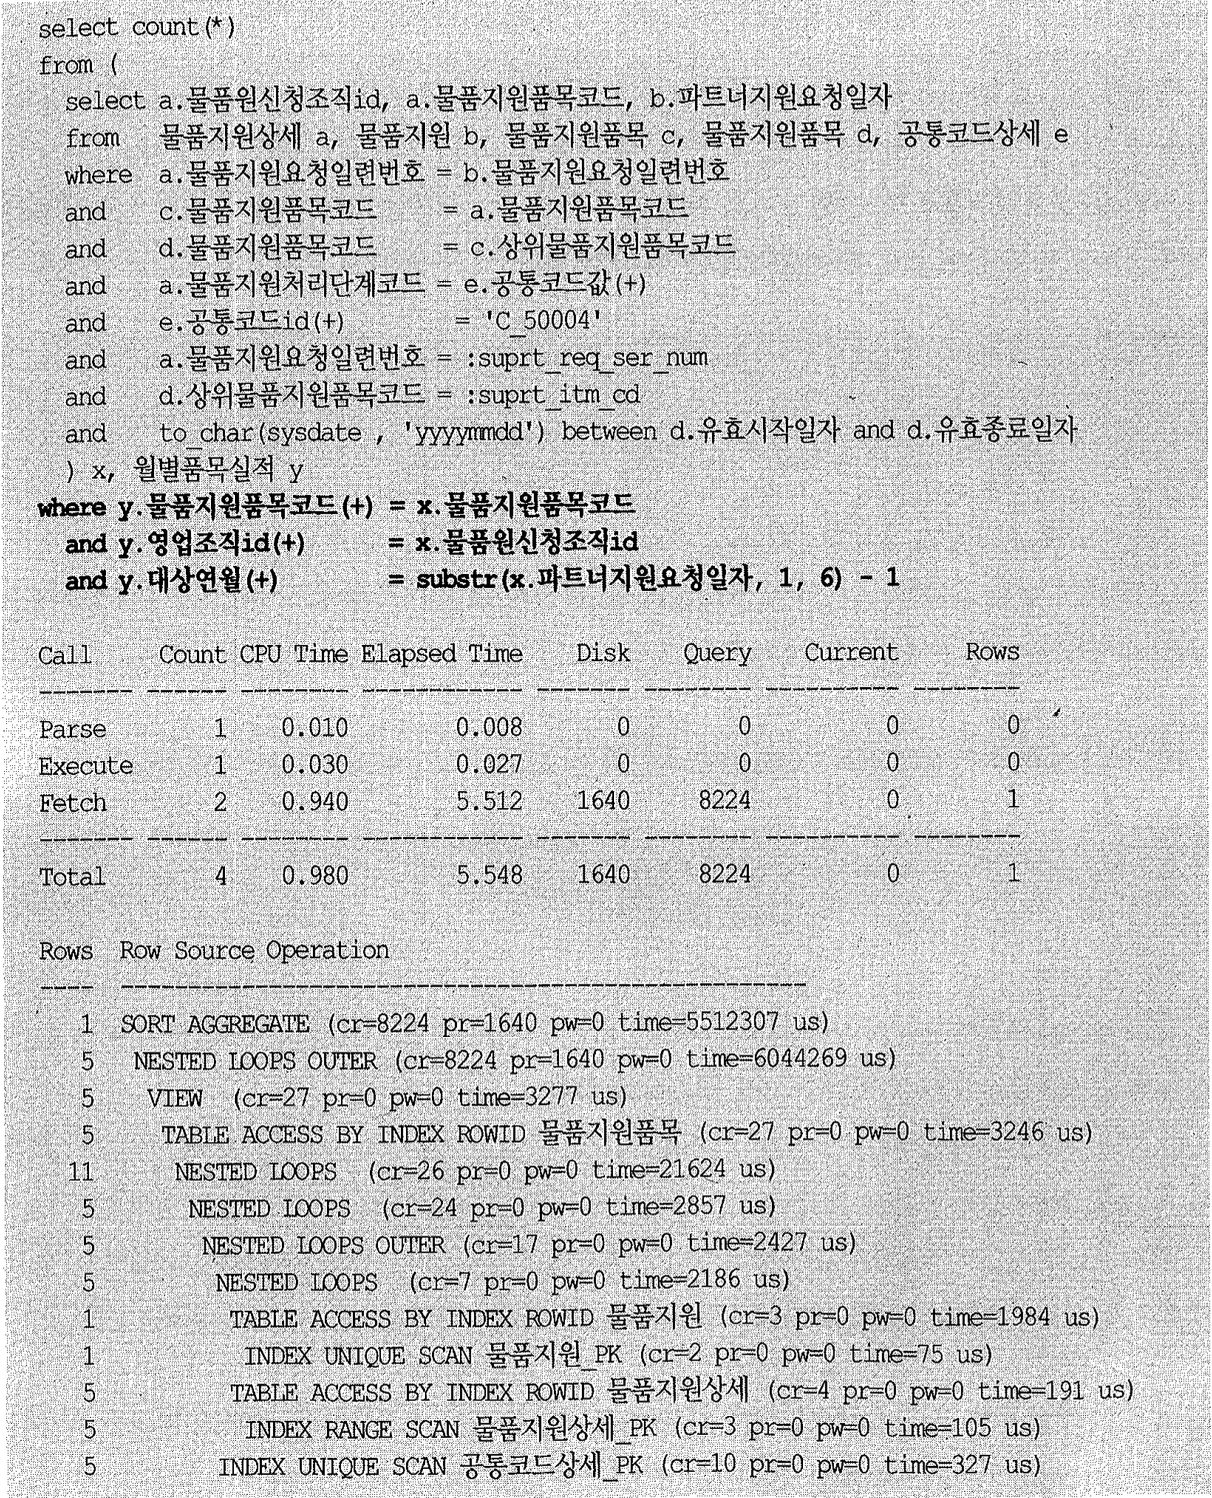 select count(*)
from (
select a.물품원신청조직id, a.물품지원품목코드, b.파트너지원요청일자
from 물품지원상세 a, 물품지원 b, 물품지원품목 c, 물품지원품목 d, 공통코드상세 e
where a.물품지원요청일련번호 = b.물품지원요청일련번호
and c.물품지원품목코드 = a.물품지원품목코드
and d.물품지원품목코드 = c.상위물품지원품목코드
and a.물품지원처리단계코드 = e.공통코드값(+)
and e.공통코드id(+) = 'C_50004'
and a.물품지원요청일련번호 = :suprt_req_ser_num
and d.상위물품지원품목코드 = :suprt_itm_cd
and to_char(sysdate , 'yyyymmdd') between d.유효시작일자 and d.유효종료일자
) x, 월별품목실적 y
where y.물품지원품목코드(+) = x.물품지원품목코드
and y.영업조직id(+) = x.물품원신청조직id
and y.대상연월(+) = substr(x.파트너지원요청일자, 1, 6) - 1
Call Count CPU Time Elapsed Time Disk Query Current Rows
------- ------ -------- ------------ ------- -------- ---------- --------
Parse 1 0.010 0.008 0 0 0 0
Execute 1 0.030 0.027 0 0 0 0
Fetch 2 0.940 5.512 1640 8224 0 1
------- ------ -------- ------------ ------- -------- ---------- --------
Total 4 0.980 5.548 1640 8224 0 1
Rows Row Source Operation
---- ---------------------------------------------------
1 SORT AGGREGATE (cr=8224 pr=1640 pw=0 time=5512307 us)
5 NESTED LOOPS OUTER (cr=8224 pr=1640 pw=0 time=6044269 us)
5 VIEW (cr=27 pr=0 pw=0 time=3277 us)
5 TABLE ACCESS BY INDEX ROWID 물품지원품목 (cr=27 pr=0 pw=0 time=3246 us)
11 NESTED LOOPS (cr=26 pr=0 pw=0 time=21624 us)
5 NESTED LOOPS (cr=24 pr=0 pw=0 time=2857 us)
5 NESTED LOOPS OUTER (cr=17 pr=0 pw=0 time=2427 us)
5 NESTED LOOPS (cr=7 pr=0 pw=0 time=2186 us)
1 TABLE ACCESS BY INDEX ROWID 물품지원 (cr=3 pr=0 pw=0 time=1984 us)
1 INDEX UNIQUE SCAN 물품지원_PK (cr=2 pr=0 pw=0 time=75 us)
5 TABLE ACCESS BY INDEX ROWID 물품지원상세 (cr=4 pr=0 pw=0 time=191 us)
5 INDEX RANGE SCAN 물품지원상세_PK (cr=3 pr=0 pw=0 time=105 us)
5 INDEX UNIQUE SCAN 공통코드상세_PK (cr=10 pr=0 pw=0 time=327 us)